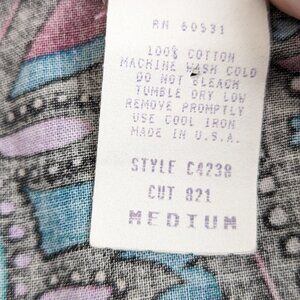 RN 60531
100% COTTON
MACHINE WASH COLD
DO NOT BLEACH
TUMBLE DRY LOW
REMOVE PROMPTLY
USE COOL IRON
MADE IN U.S.A.
STYLE C4238
CUT 821
MEDIUM